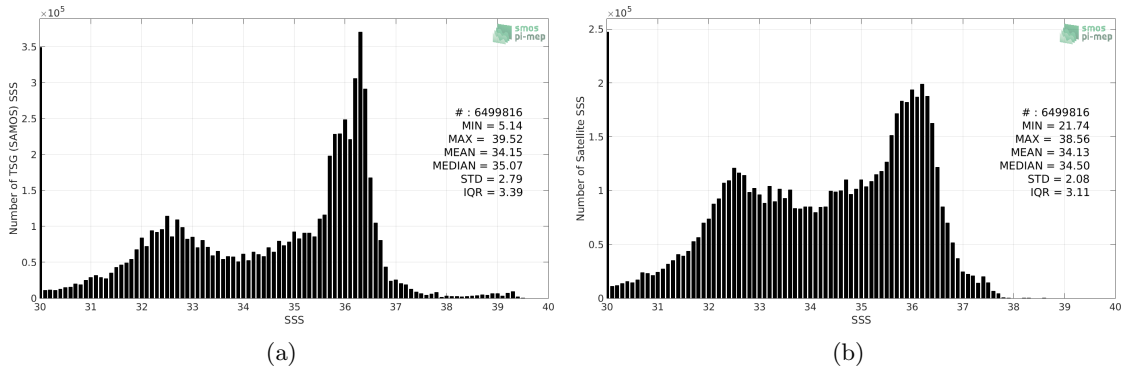 ×10⁵
3.5
3
2.5
2
1.5
1
0.5
0
Number of TSG (SAMOS) SSS
30 31 32 33 34 35 36 37 38 39 40
SSS
smos
pi-mep
# : 6499816
MIN = 5.14
MAX = 39.52
MEAN = 34.15
MEDIAN = 35.07
STD = 2.79
IQR = 3.39
(a)
×10⁵
2.5
2
1.5
1
0.5
0
Number of Satellite SSS
30 31 32 33 34 35 36 37 38 39 40
SSS
smos
pi-mep
# : 6499816
MIN = 21.74
MAX = 38.56
MEAN = 34.13
MEDIAN = 34.50
STD = 2.08
IQR = 3.11
(b)